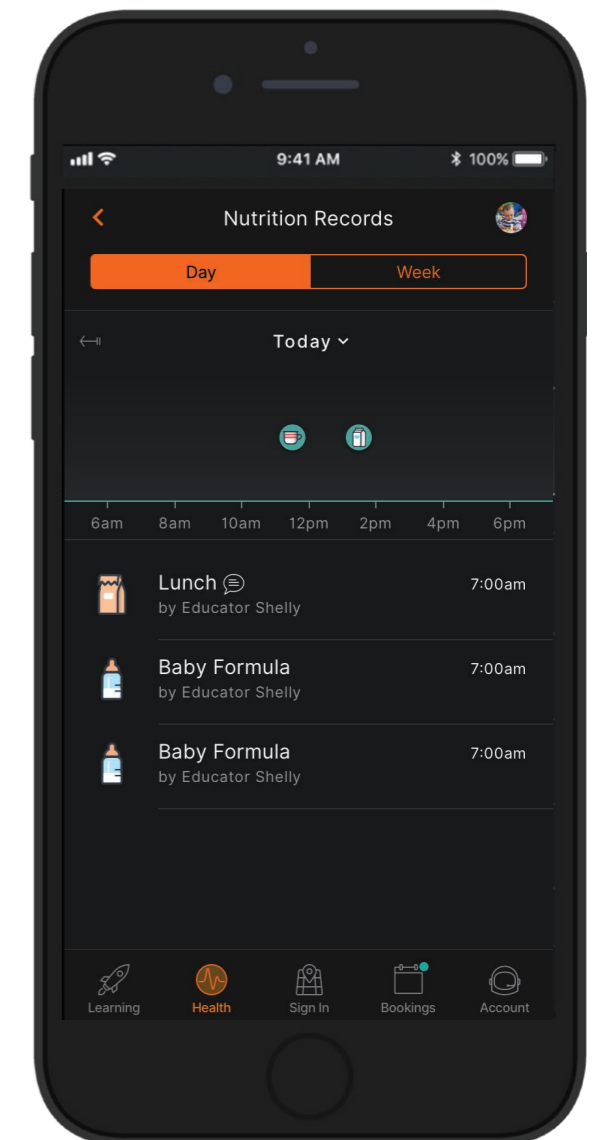 9:41 AM
100%
Nutrition Records
Day
Week
Today
6am 8am 10am 12pm 2pm 4pm 6pm
Lunch
7:00am
by Educator Shelly
Baby Formula
7:00am
by Educator Shelly
Baby Formula
7:00am
by Educator Shelly
Learning
Health
Sign In
Bookings
Account